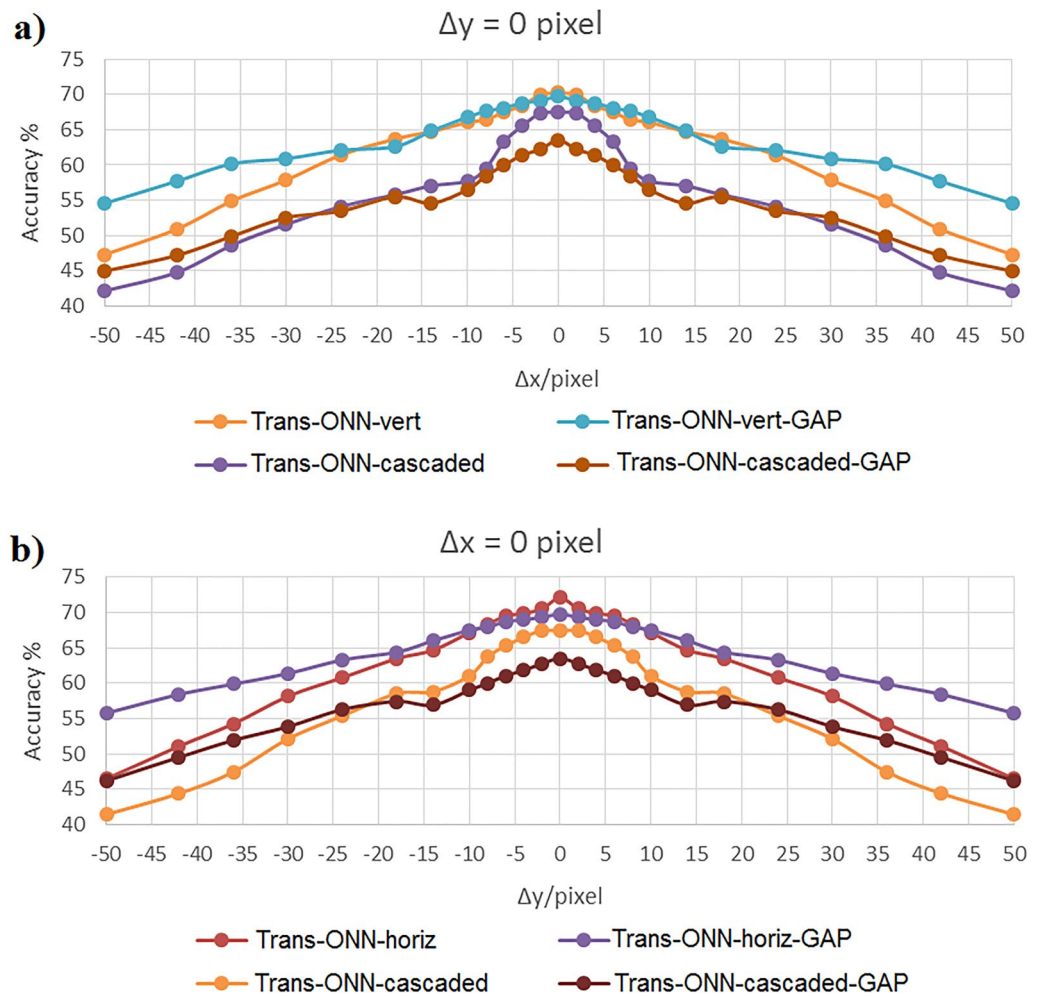 a)
Δy = 0 pixel
75
70
65
60
55
50
45
40
Accuracy %
-50 -45 -40 -35 -30 -25 -20 -15 -10 -5 0 5 10 15 20 25 30 35 40 45 50
Δx/pixel
Trans-ONN-vert Trans-ONN-vert-GAP
Trans-ONN-cascaded Trans-ONN-cascaded-GAP
b)
Δx = 0 pixel
75
70
65
60
55
50
45
40
Accuracy %
-50 -45 -40 -35 -30 -25 -20 -15 -10 -5 0 5 10 15 20 25 30 35 40 45 50
Δy/pixel
Trans-ONN-horiz Trans-ONN-horiz-GAP
Trans-ONN-cascaded Trans-ONN-cascaded-GAP